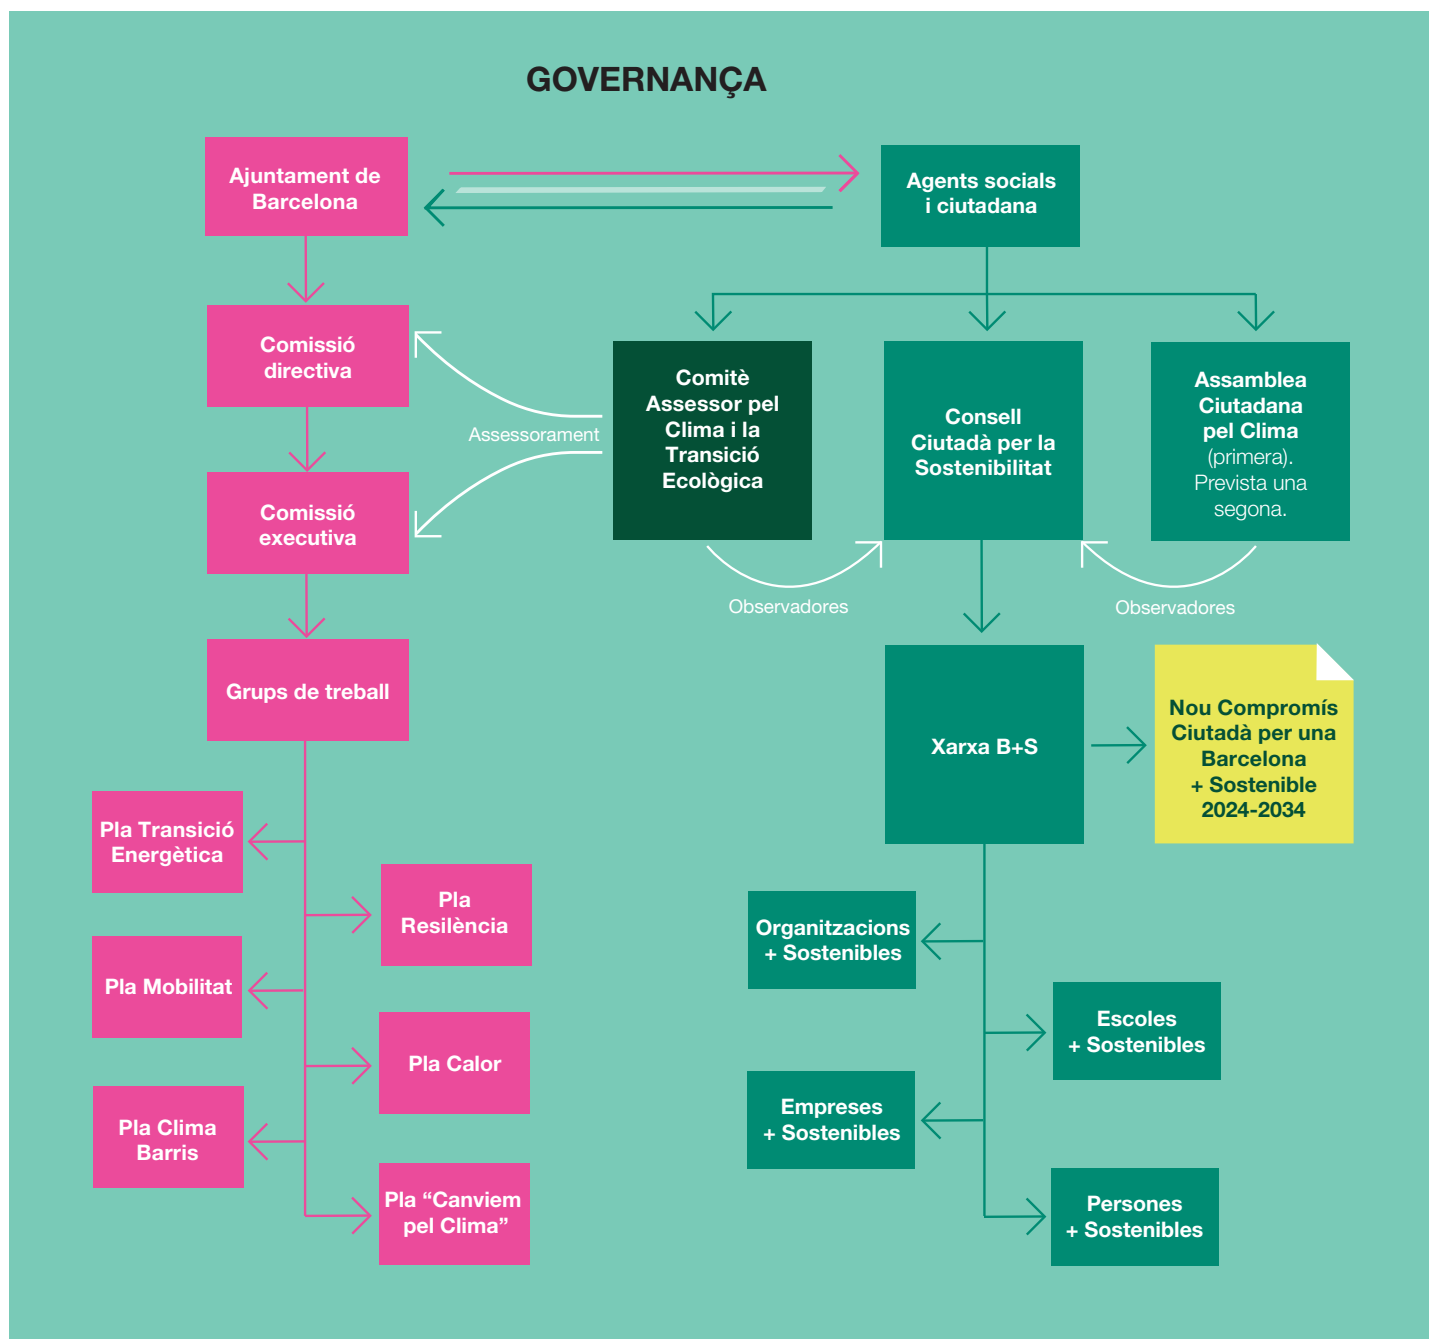 GOVERNANÇA
Ajuntament de
Barcelona
Agents socials
i ciutadana
Comissió
directiva
Assessorament
Comitè
Assessor pel
Clima i la
Transició
Ecològica
Consell
Ciutadà per la
Sostenibilitat
Assamblea
Ciutadana
pel Clima
(primera).
Prevista una
segona.
Comissió
executiva
Observadores
Observadores
Grups de treball
Xarxa B+S
Nou Compromís
Ciutadà per una
Barcelona
+ Sostenible
2024-2034
Pla Transició
Energètica
Pla
Resilència
Pla Mobilitat
Pla Calor
Pla Clima
Barris
Pla “Canviem
pel Clima”
Organitzacions
+ Sostenibles
Escoles
+ Sostenibles
Empreses
+ Sostenibles
Persones
+ Sostenibles